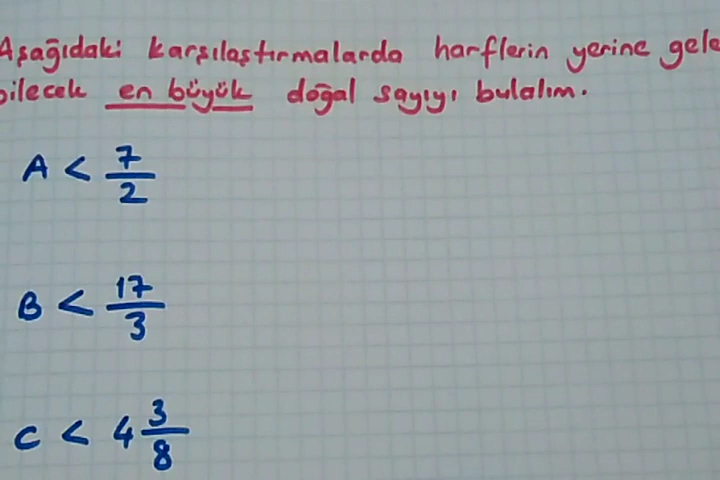 Aşağıdaki karşılaştırmalarda harflerin yerine gele
bilecek en büyük doğal sayıyı bulalım.
A < 7/2
B < 17/3
C < 4 3/8